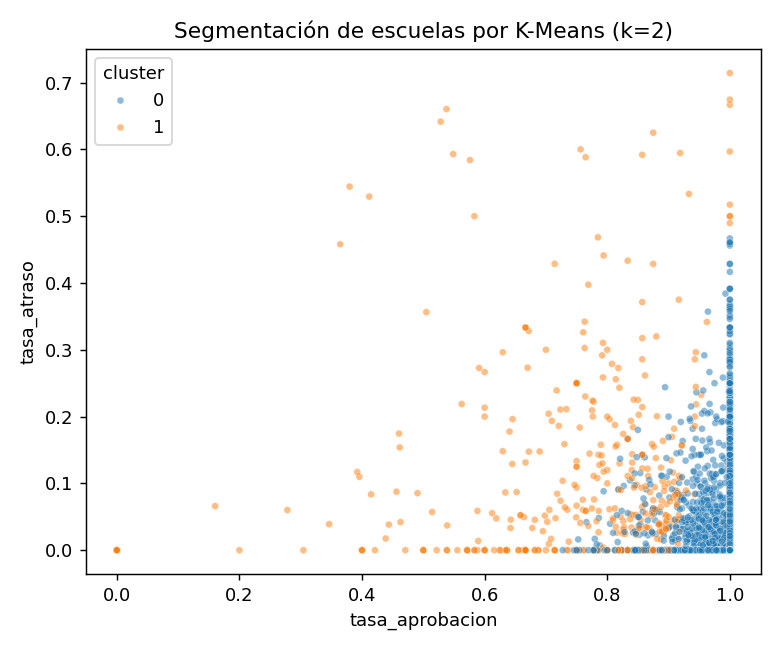 Segmentación de escuelas por K-Means (k=2)
cluster
0
1
tasa_atraso
0.7
0.6
0.5
0.4
0.3
0.2
0.1
0.0
0.0 0.2 0.4 0.6 0.8 1.0
tasa_aprobacion